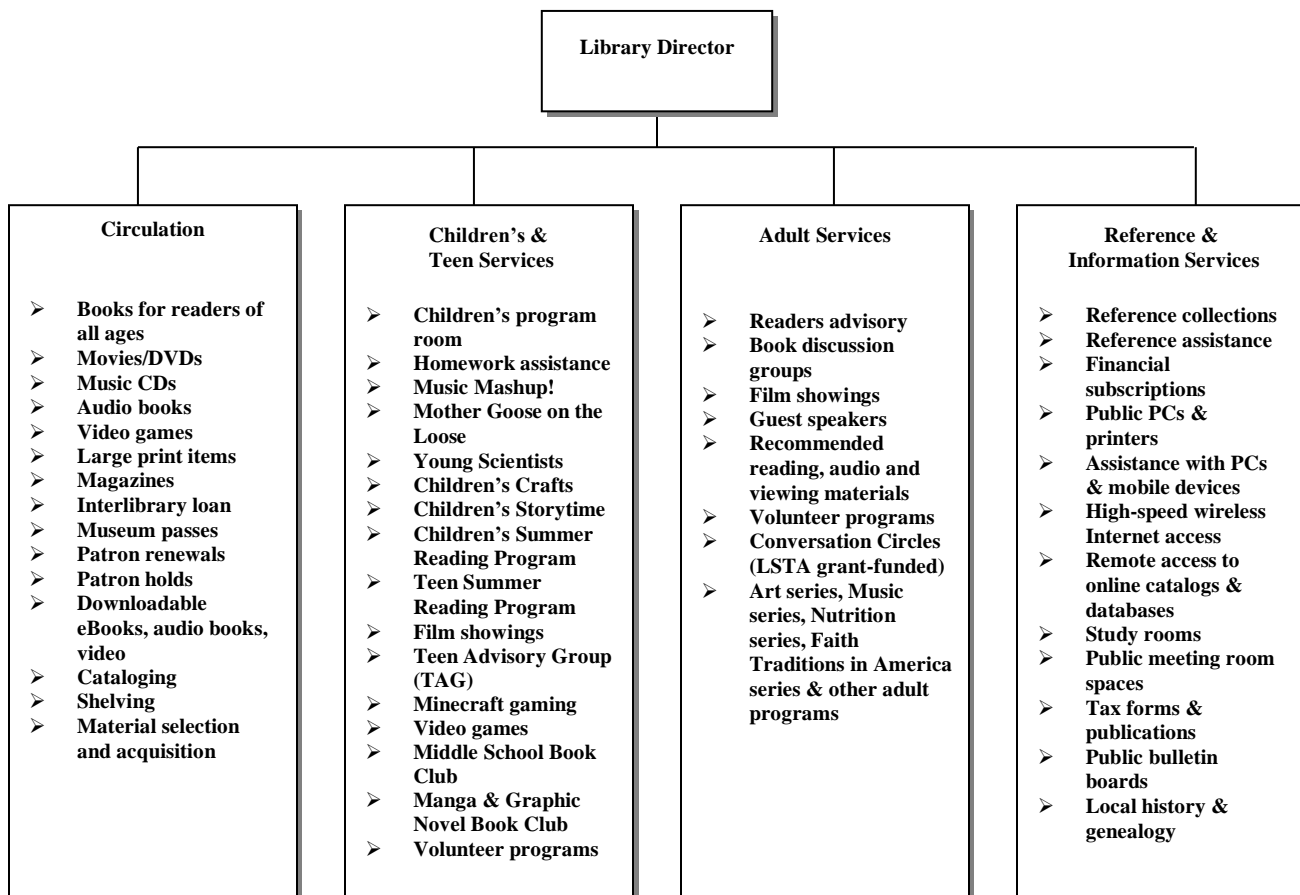 Library Director
Circulation
Books for readers of
all ages
Movies/DVDs
Music CDs
Audio books
Video games
Large print items
Magazines
Interlibrary loan
Museum passes
Patron renewals
Patron holds
Downloadable
eBooks, audio books,
video
Cataloging
Shelving
Material selection
and acquisition
Children’s &
Teen Services
Children’s program
room
Homework assistance
Music Mashup!
Mother Goose on the
Loose
Young Scientists
Children’s Crafts
Children’s Storytime
Children’s Summer
Reading Program
Teen Summer
Reading Program
Film showings
Teen Advisory Group
(TAG)
Minecraft gaming
Video games
Middle School Book
Club
Manga & Graphic
Novel Book Club
Volunteer programs
Adult Services
Readers advisory
Book discussion
groups
Film showings
Guest speakers
Recommended
reading, audio and
viewing materials
Volunteer programs
Conversation Circles
(LSTA grant-funded)
Art series, Music
series, Nutrition
series, Faith
Traditions in America
series & other adult
programs
Reference &
Information Services
Reference collections
Reference assistance
Financial
subscriptions
Public PCs &
printers
Assistance with PCs
& mobile devices
High-speed wireless
Internet access
Remote access to
online catalogs &
databases
Study rooms
Public meeting room
spaces
Tax forms &
publications
Public bulletin
boards
Local history &
genealogy